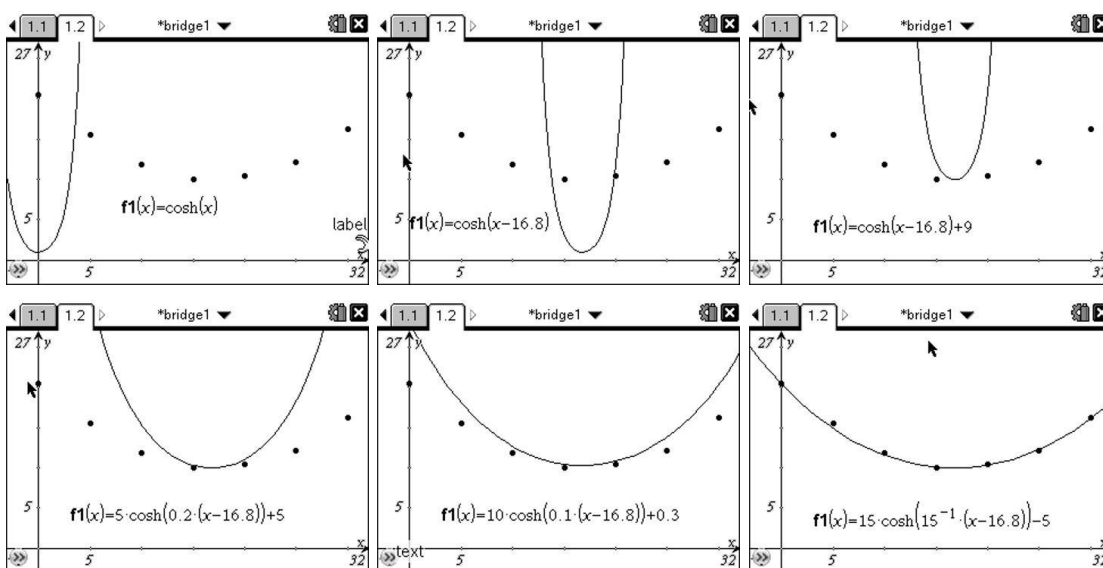 1.1 1.2 *bridge1
27 y
f1(x)=cosh(x)
5
label
x
5 32
1.1 1.2 *bridge1
27 y
5
f1(x)=cosh(x−16.8)
x
5 32
1.1 1.2 *bridge1
27 y
5
f1(x)=cosh(x−16.8)+9
x
5 32
1.1 1.2 *bridge1
27 y
5
f1(x)=5·cosh(0.2·(x−16.8))+5
x
5 32
1.1 1.2 *bridge1
27 y
5
f1(x)=10·cosh(0.1·(x−16.8))+0.3
x
text
5 32
1.1 1.2 *bridge1
27 y
5
f1(x)=15·cosh(15⁻¹·(x−16.8))−5
x
5 32